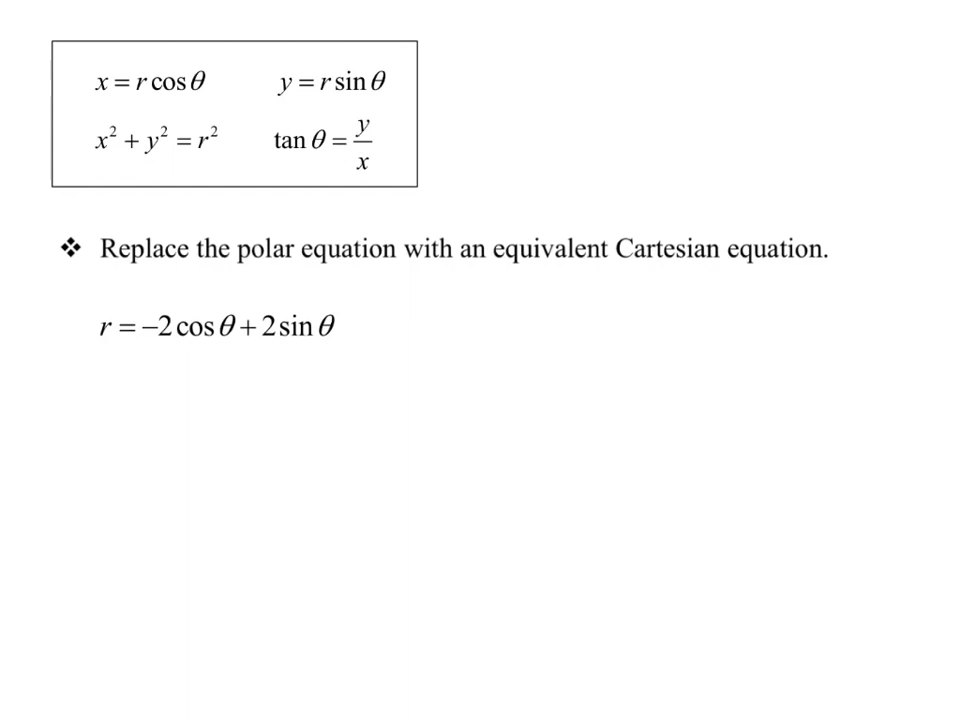 x = r cos θ    y = r sin θ
x² + y² = r²    tan θ = y/x
❖ Replace the polar equation with an equivalent Cartesian equation.
r = −2 cos θ + 2 sin θ